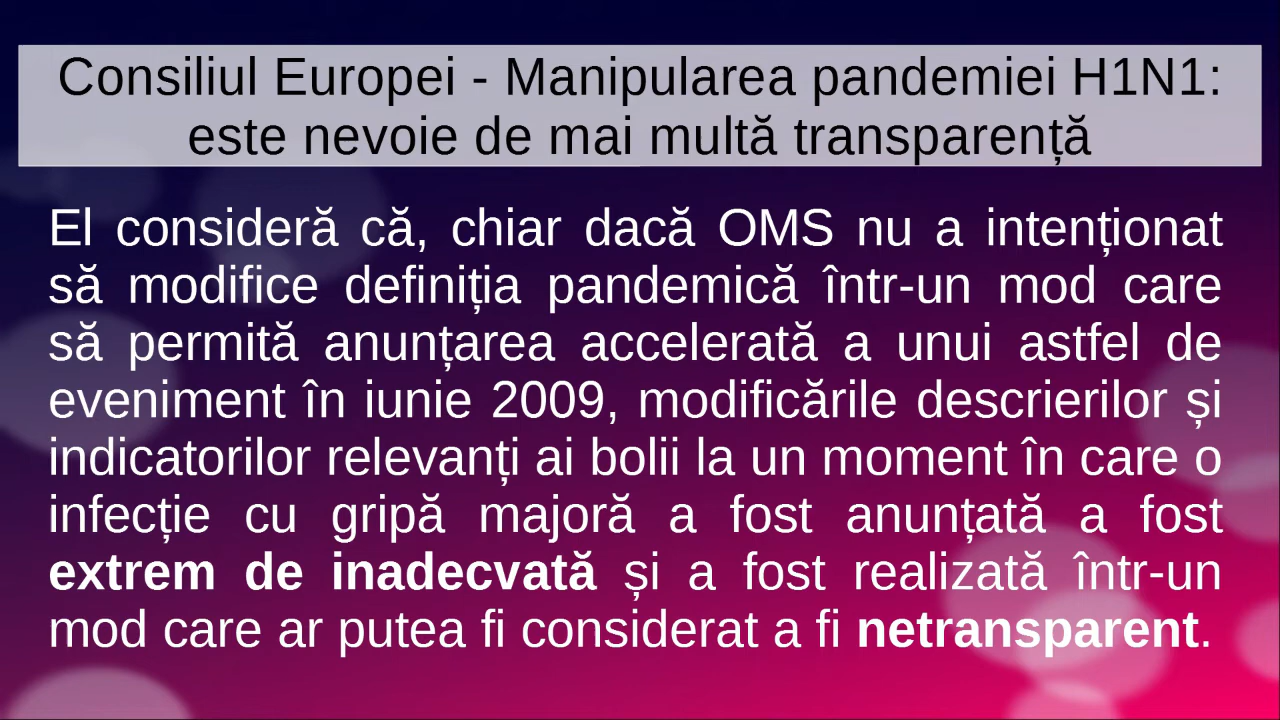 Consiliul Europei - Manipularea pandemiei H1N1:
este nevoie de mai multă transparență
El consideră că, chiar dacă OMS nu a intenționat
să modifice definiția pandemică într-un mod care
să permită anunțarea accelerată a unui astfel de
eveniment în iunie 2009, modificările descrierilor și
indicatorilor relevanți ai bolii la un moment în care o
infecție cu gripă majoră a fost anunțată a fost
extrem de inadecvată și a fost realizată într-un
mod care ar putea fi considerat a fi netransparent.